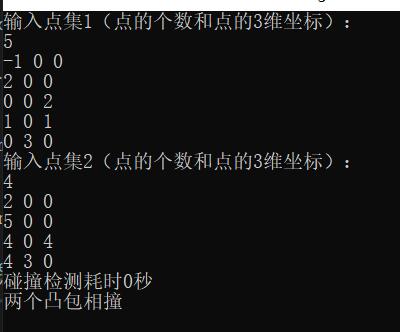 输入点集1（点的个数和点的3维坐标）：
5
-1 0 0
2 0 0
0 0 2
1 0 1
0 3 0
输入点集2（点的个数和点的3维坐标）：
4
2 0 0
5 0 0
4 0 4
4 3 0
碰撞检测耗时0秒
两个凸包相撞